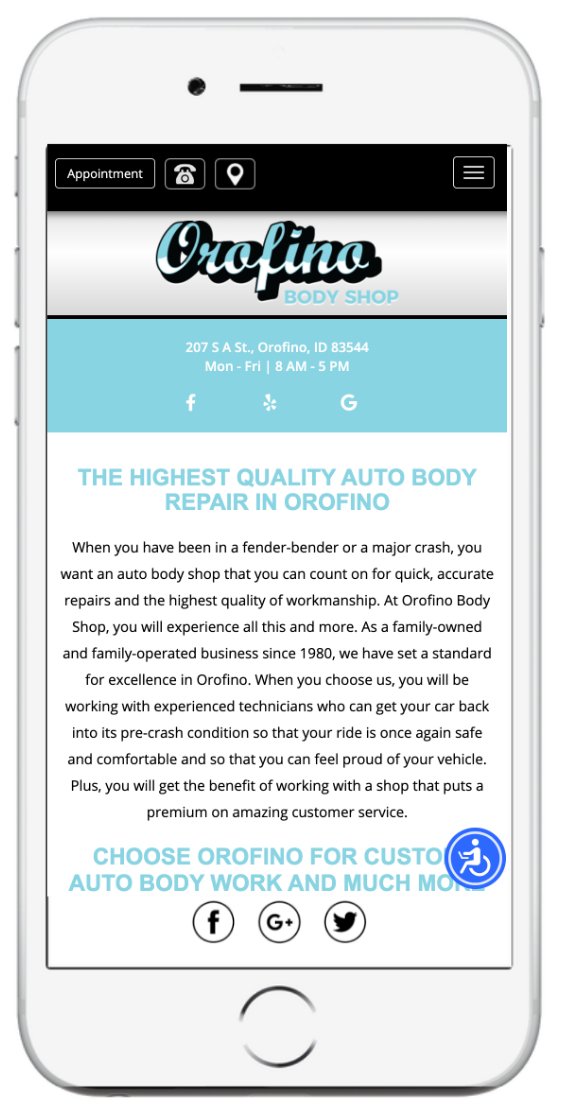 Appointment
Orofino
BODY SHOP
207 S A St., Orofino, ID 83544
Mon - Fri | 8 AM - 5 PM
f
G
THE HIGHEST QUALITY AUTO BODY
REPAIR IN OROFINO
When you have been in a fender-bender or a major crash, you
want an auto body shop that you can count on for quick, accurate
repairs and the highest quality of workmanship. At Orofino Body
Shop, you will experience all this and more. As a family-owned
and family-operated business since 1980, we have set a standard
for excellence in Orofino. When you choose us, you will be
working with experienced technicians who can get your car back
into its pre-crash condition so that your ride is once again safe
and comfortable and so that you can feel proud of your vehicle.
Plus, you will get the benefit of working with a shop that puts a
premium on amazing customer service.
CHOOSE OROFINO FOR CUSTO
AUTO BODY WORK AND MUCH MORE
f G+